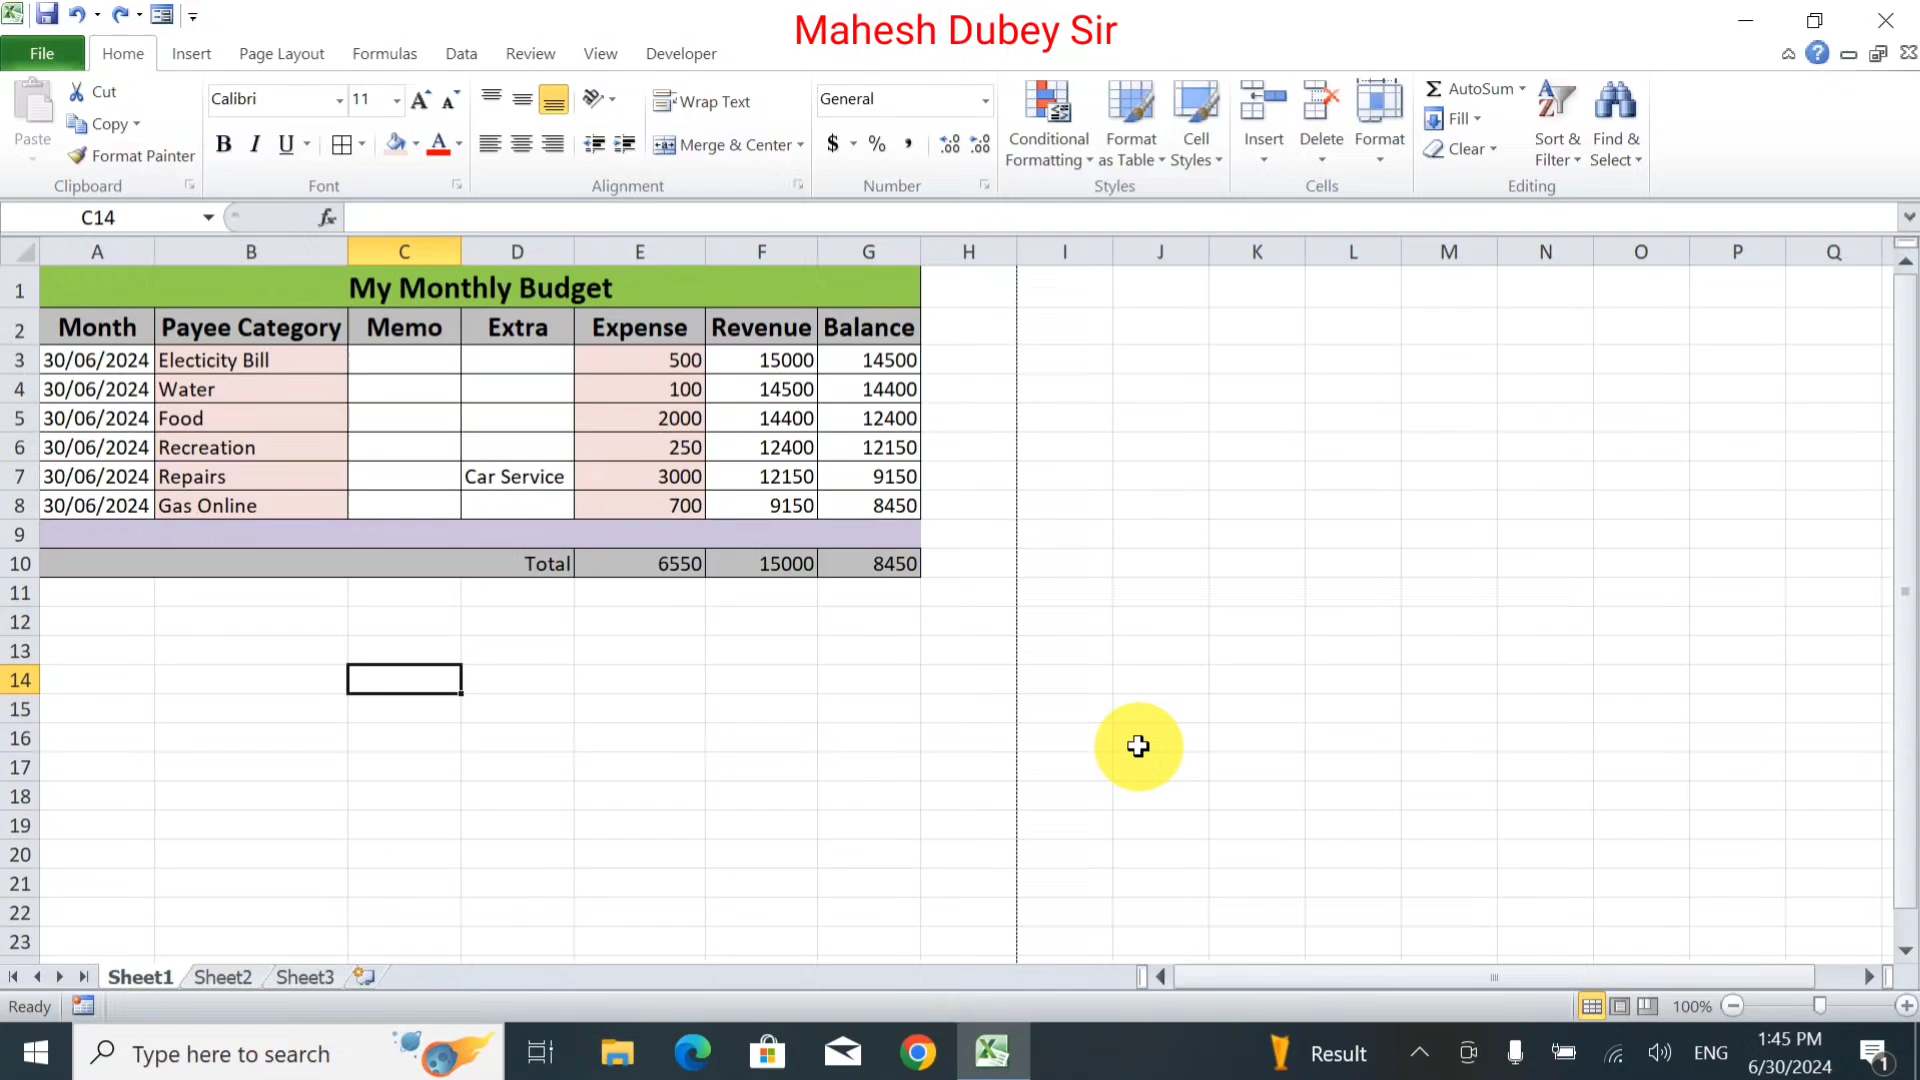 Mahesh Dubey Sir
File Home Insert Page Layout Formulas Data Review View Developer
Paste
Cut
Copy
Format Painter
Clipboard
Calibri 11
B I U
Font
Wrap Text
Merge & Center
Alignment
General
$ % ,
Number
Conditional Formatting
Format as Table
Cell Styles
Styles
Insert Delete Format
Cells
AutoSum
Fill
Clear
Sort & Filter
Find & Select
Editing
C14 fx
A B C D E F G H I J K L M N O P Q
1 My Monthly Budget
2 Month Payee Category Memo Extra Expense Revenue Balance
3 30/06/2024 Electicity Bill 500 15000 14500
4 30/06/2024 Water 100 14500 14400
5 30/06/2024 Food 2000 14400 12400
6 30/06/2024 Recreation 250 12400 12150
7 30/06/2024 Repairs Car Service 3000 12150 9150
8 30/06/2024 Gas Online 700 9150 8450
9
10 Total 6550 15000 8450
11
12
13
14
15
16
17
18
19
20
21
22
23
Sheet1 Sheet2 Sheet3
Ready 100%
Type here to search Result ENG 1:45 PM
6/30/2024 1